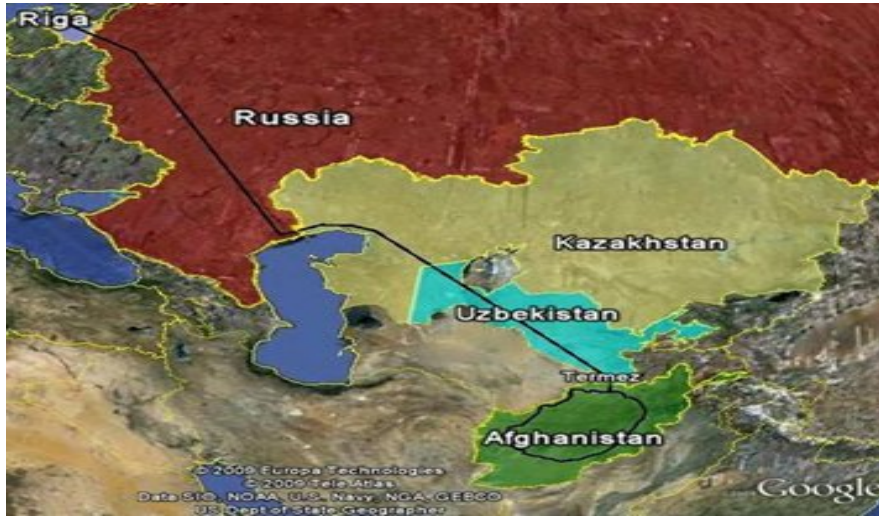 Riga
Russia
Kazakhstan
Uzbekistan
Termez
Afghanistan
© 2009 Europa Technologies
© 2009 Tele Atlas
Data SIO, NOAA, U.S. Navy, NGA, GEBCO
US Dept of State Geographer
Google